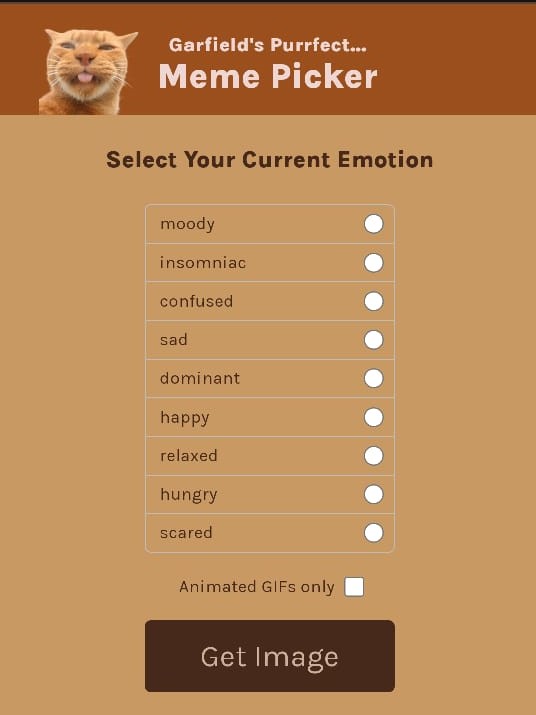 Garfield's Purrfect...
Meme Picker
Select Your Current Emotion
moody
insomniac
confused
sad
dominant
happy
relaxed
hungry
scared
Animated GIFs only
Get Image